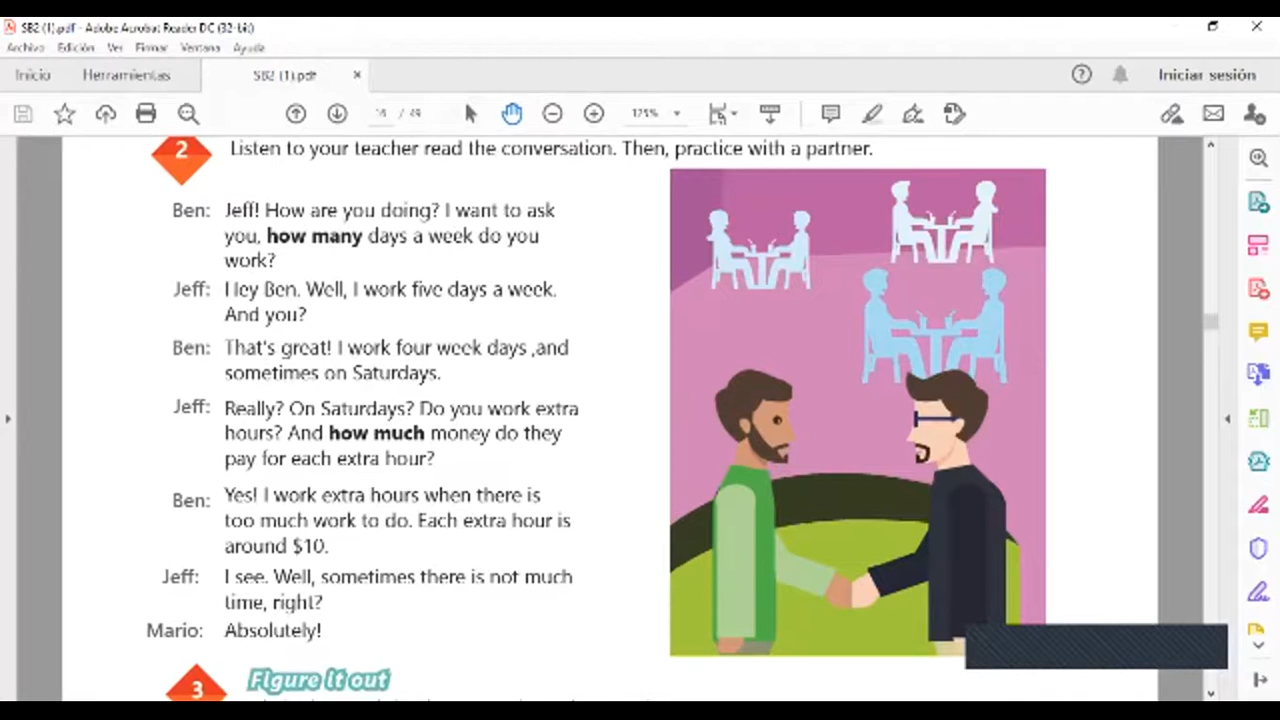 SB2 (1).pdf - Adobe Acrobat Reader DC (32-bit)
Archivo Edición Ver Firmar Ventana Ayuda
Inicio Herramientas SB2 (1).pdf × Iniciar sesión
16 / 49 125%
2 Listen to your teacher read the conversation. Then, practice with a partner.
Ben: Jeff! How are you doing? I want to ask
you, how many days a week do you
work?
Jeff: Hey Ben. Well, I work five days a week.
And you?
Ben: That's great! I work four week days ,and
sometimes on Saturdays.
Jeff: Really? On Saturdays? Do you work extra
hours? And how much money do they
pay for each extra hour?
Ben: Yes! I work extra hours when there is
too much work to do. Each extra hour is
around $10.
Jeff: I see. Well, sometimes there is not much
time, right?
Mario: Absolutely!
3 Figure it out